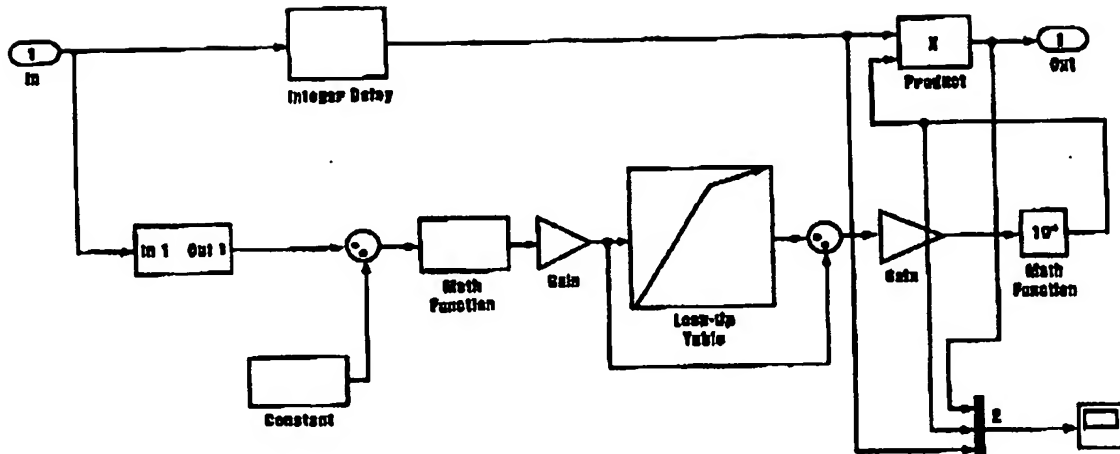 1
In
Integer Delay
X
Product
1
Out
In 1 Out 1
Math
Function
Gain
Look-Up
Table
Gain
Math
Function
Constant
2